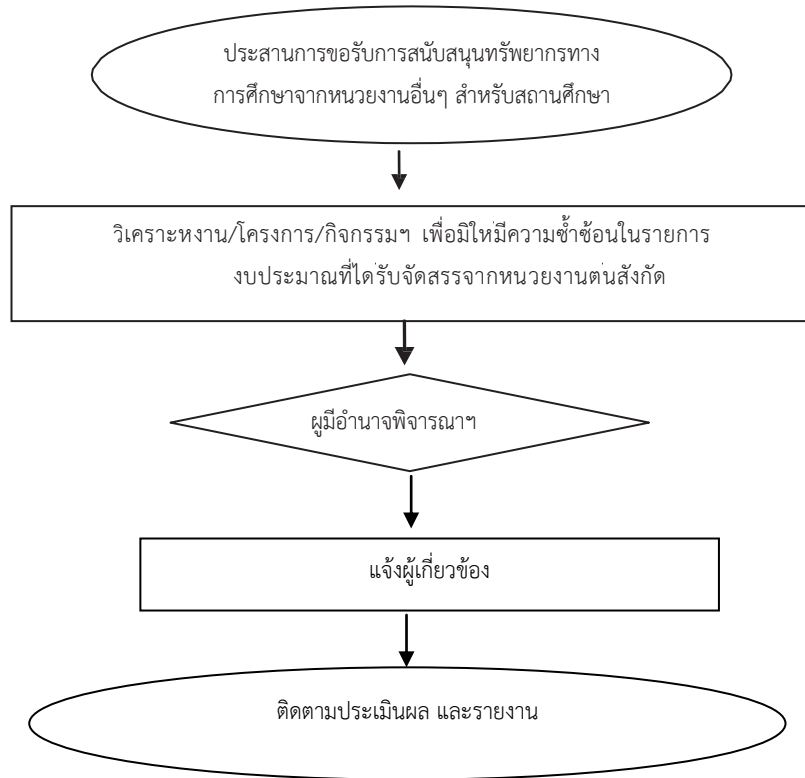 ประสานการขอรับการสนับสนุนทรัพยากรทาง
การศึกษาจากหนวยงานอื่นๆ สำหรับสถานศึกษา
วิเคราะหงาน/โครงการ/กิจกรรมฯ เพื่อมิใหมีความซ้ำซ้อนในรายการ
งบประมาณที่ได่รับจัดสรรจากหนวยงานต่นสังกัด
ผูมีอำนาจพิจารณาฯ
แจ้งผู้เกี่ยวข้อง
ติดตามประเมินผล และรายงาน